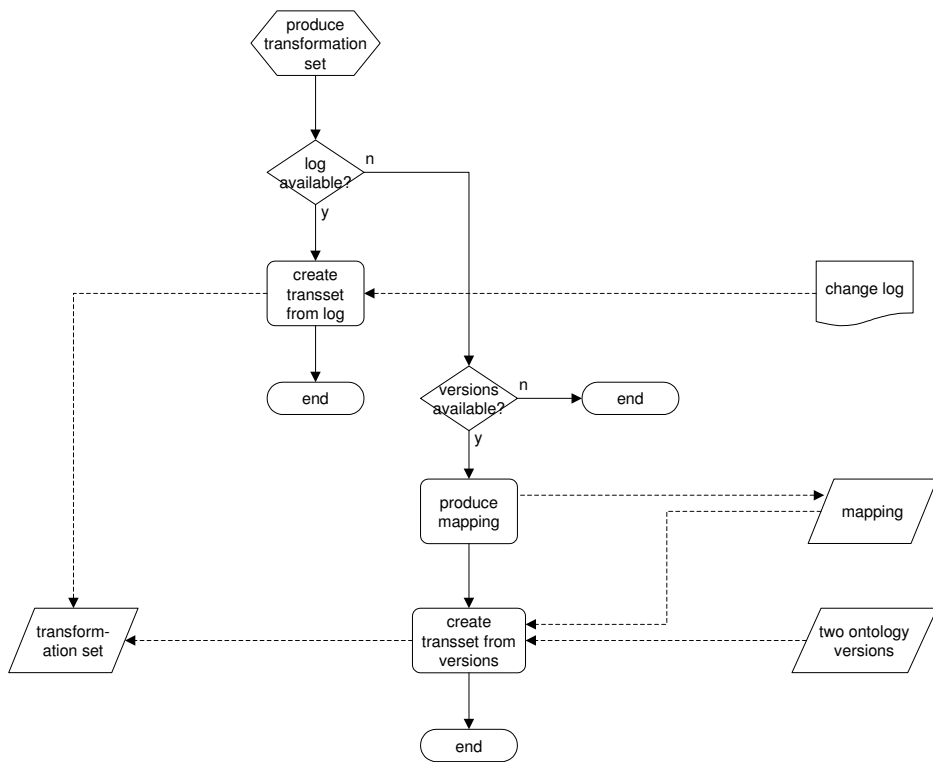 produce
transformation
set
log
available?
n
y
create
transset
from log
change log
end
versions
available?
n
end
y
produce
mapping
mapping
transform-
ation set
create
transset from
versions
two ontology
versions
end